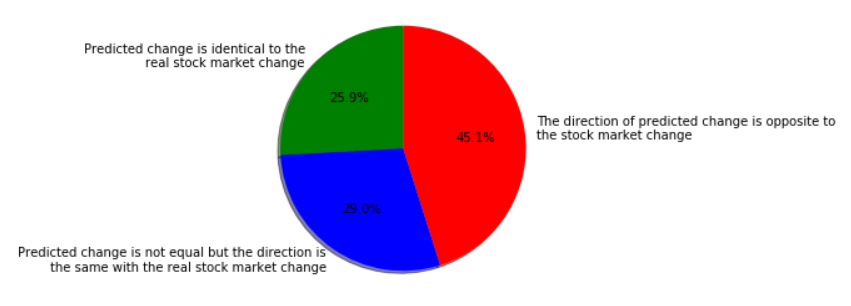 Predicted change is identical to the
real stock market change
25.9%
45.1%
The direction of predicted change is opposite to
the stock market change
29.0%
Predicted change is not equal but the direction is
the same with the real stock market change